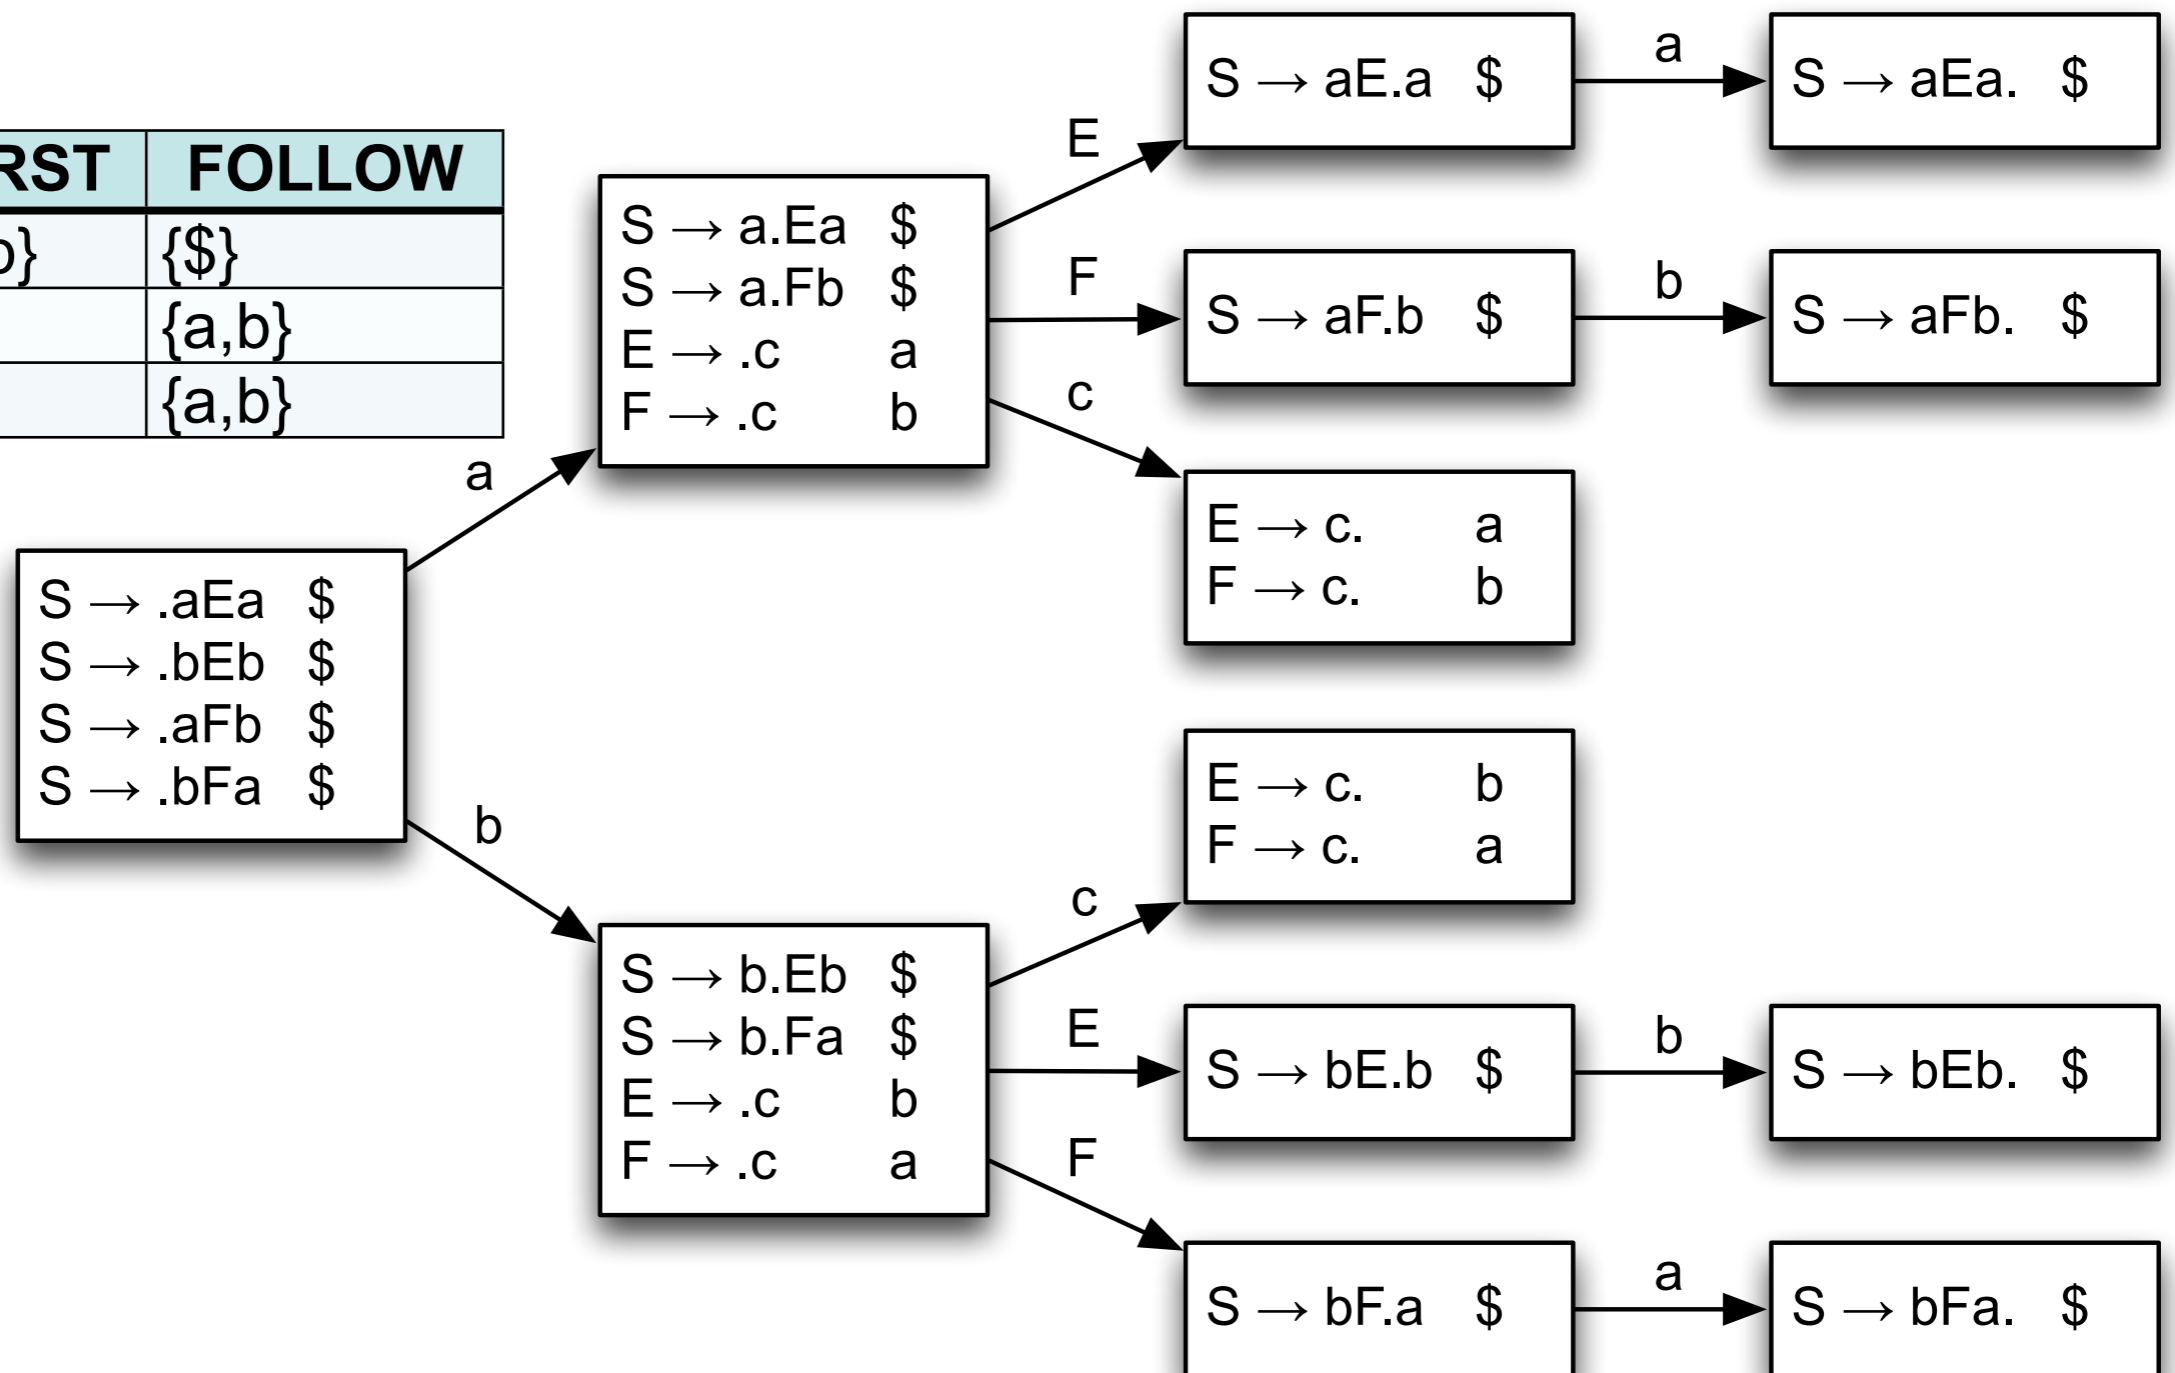 RST FOLLOW
b} {$}
{a,b}
{a,b}
a
S → .aEa $
S → .bEb $
S → .aFb $
S → .bFa $
b
S → a.Ea $
S → a.Fb $
E → .c a
F → .c b
E
F
c
S → aE.a $
a
S → aEa. $
S → aF.b $
b
S → aFb. $
E → c. a
F → c. b
E → c. b
F → c. a
S → b.Eb $
S → b.Fa $
E → .c b
F → .c a
c
E
F
S → bE.b $
b
S → bEb. $
S → bF.a $
a
S → bFa. $